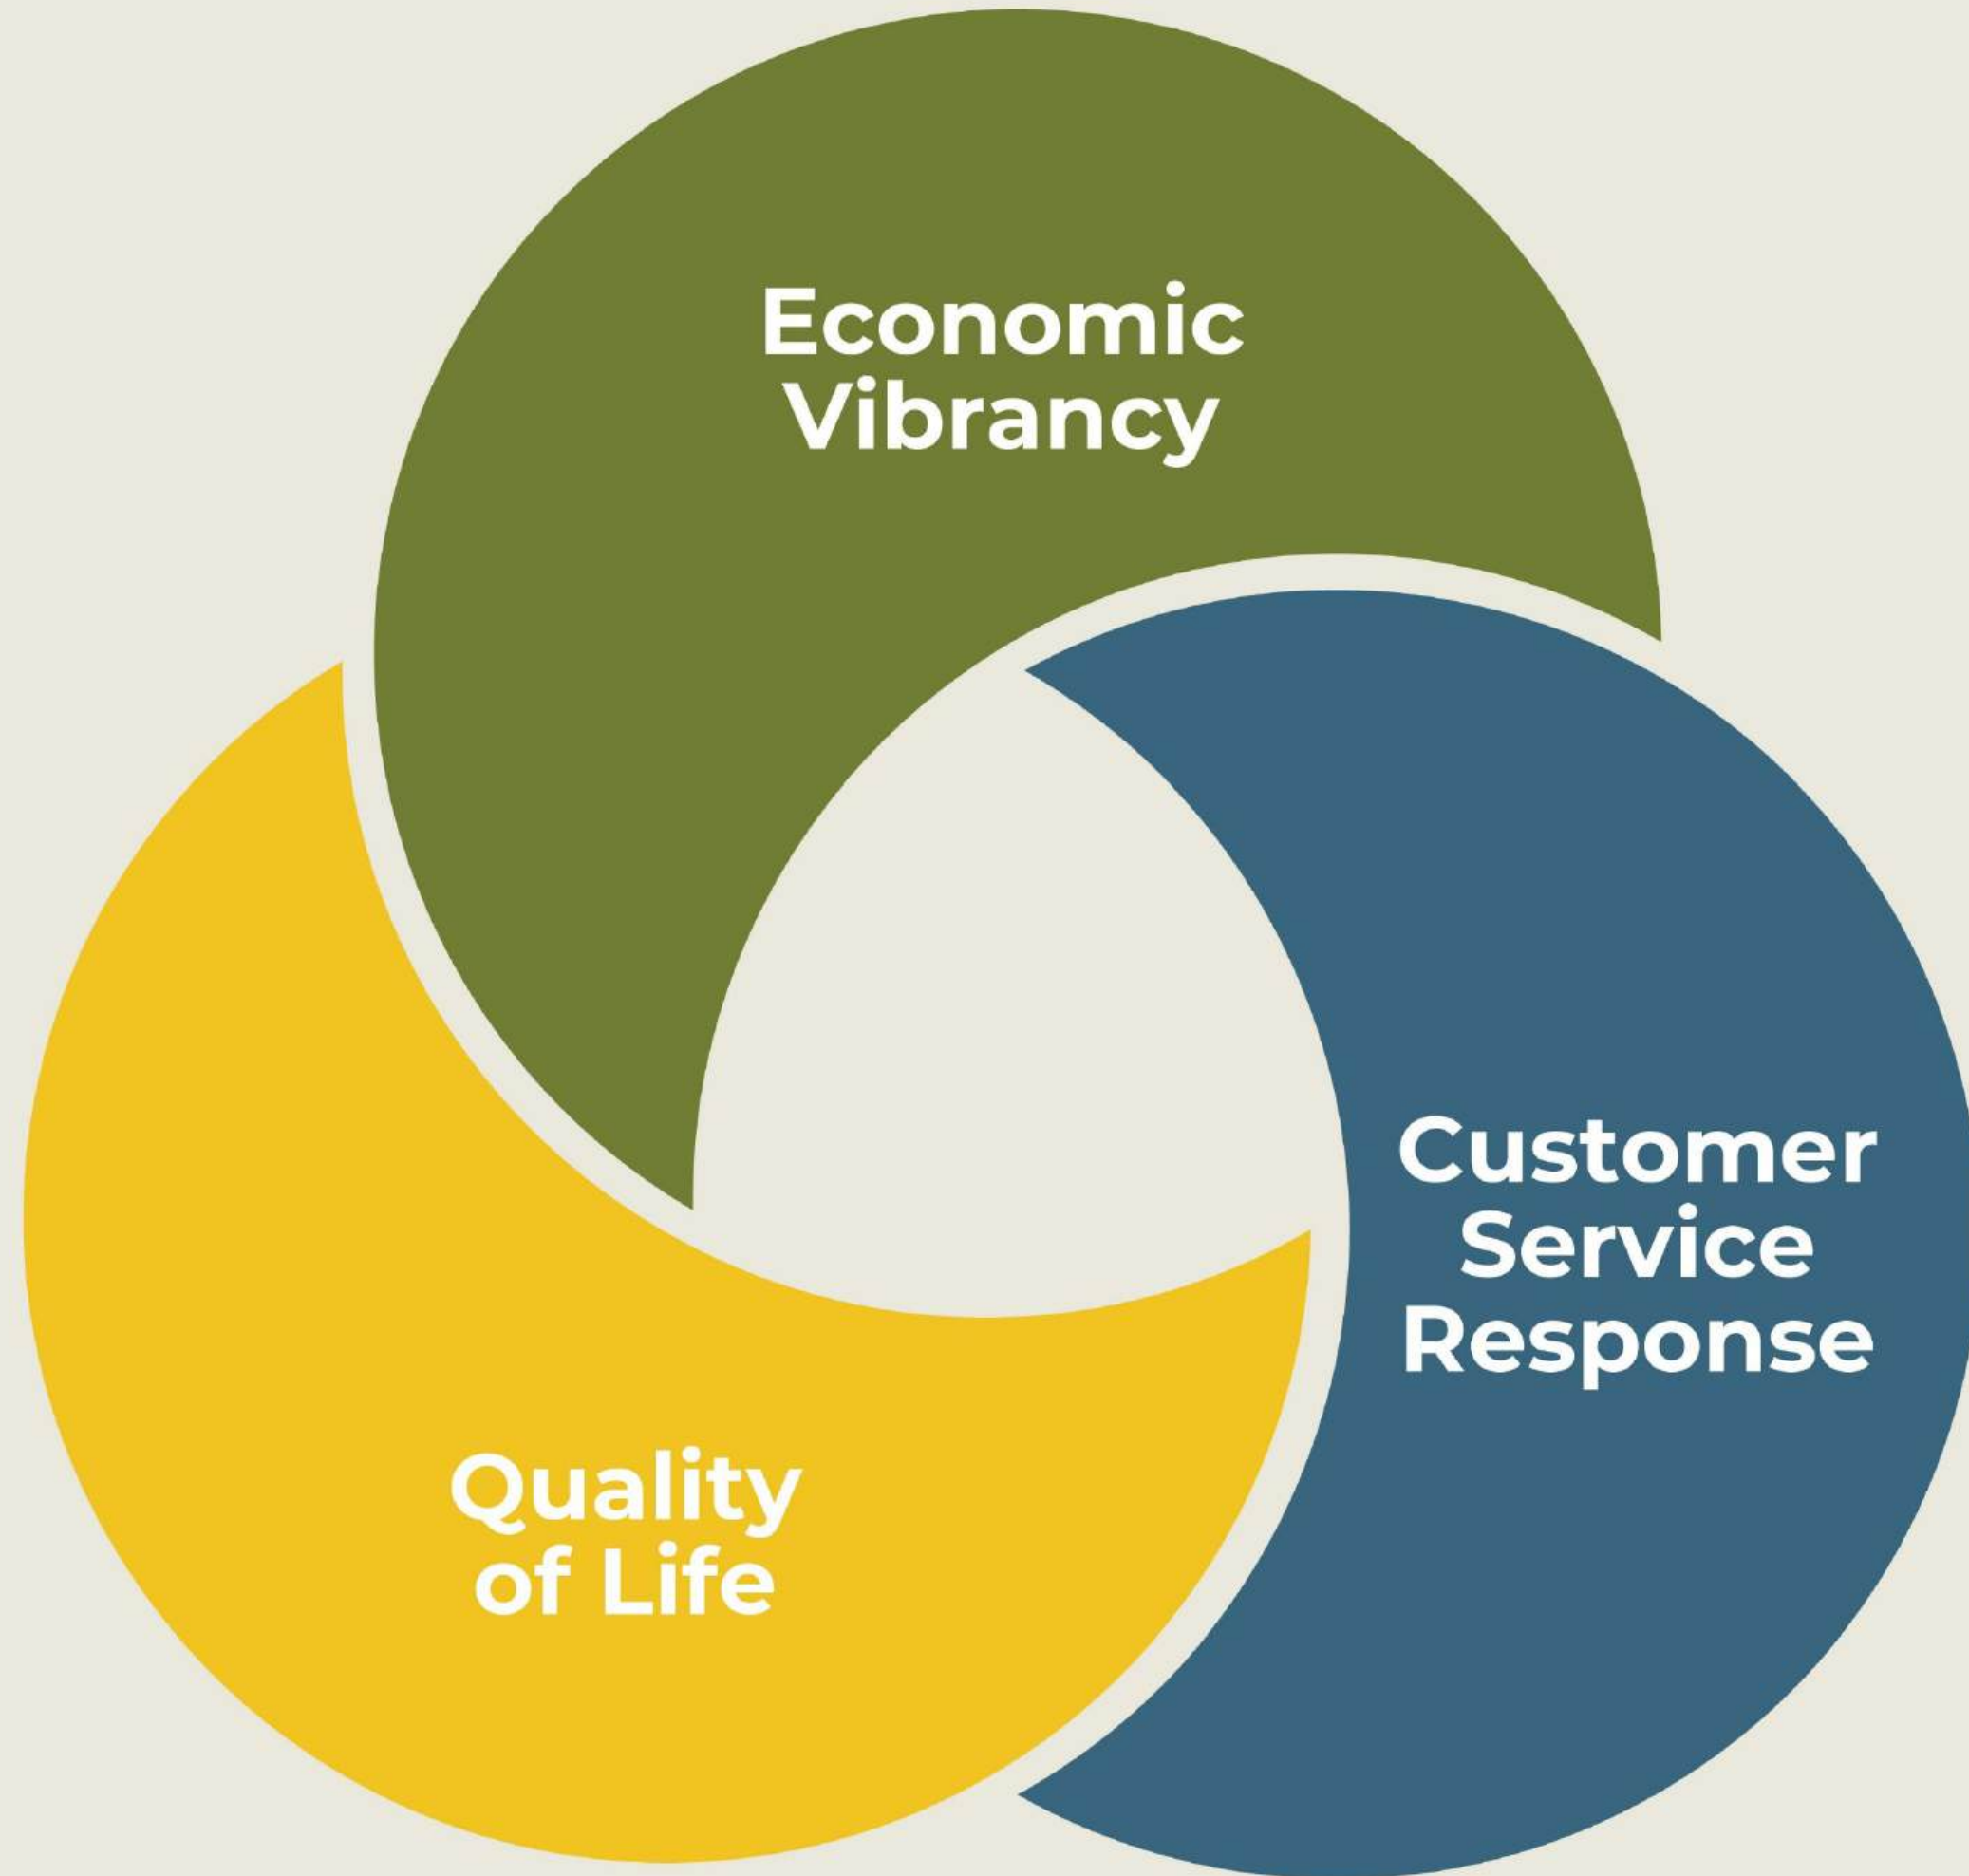 Economic
Vibrancy
Customer
Service
Response
Quality
of Life